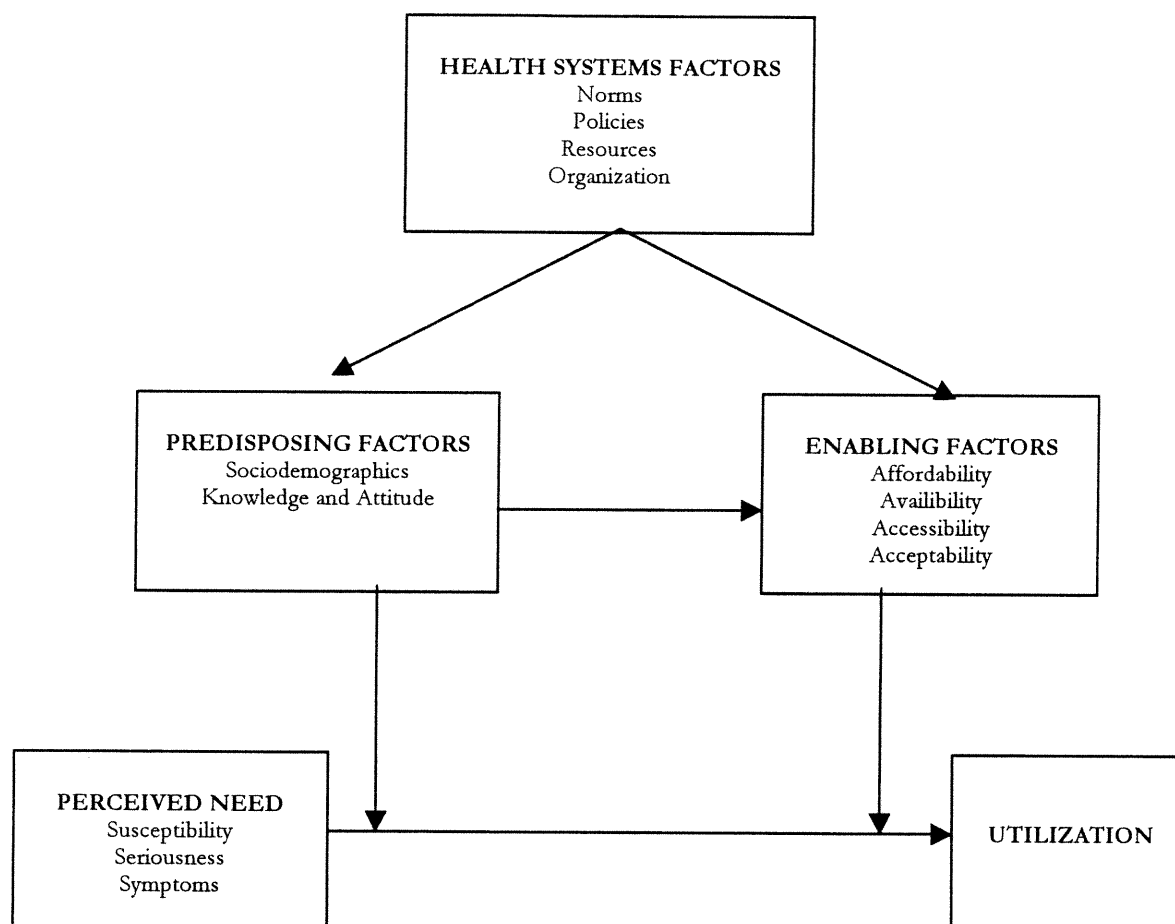 HEALTH SYSTEMS FACTORS
Norms
Policies
Resources
Organization
PREDISPOSING FACTORS
Sociodemographics
Knowledge and Attitude
ENABLING FACTORS
Affordability
Availibility
Accessibility
Acceptability
PERCEIVED NEED
Susceptibility
Seriousness
Symptoms
UTILIZATION